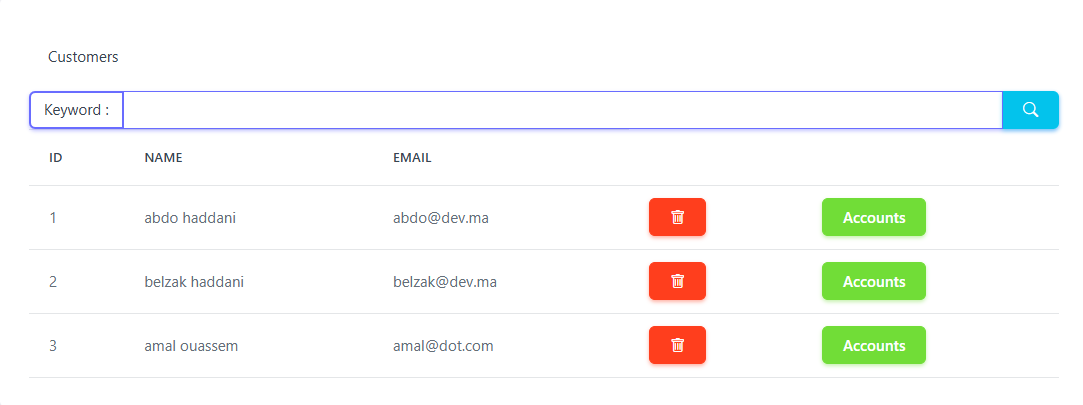 Customers
Keyword :
ID NAME EMAIL
1 abdo haddani abdo@dev.ma Accounts
2 belzak haddani belzak@dev.ma Accounts
3 amal ouassem amal@dot.com Accounts